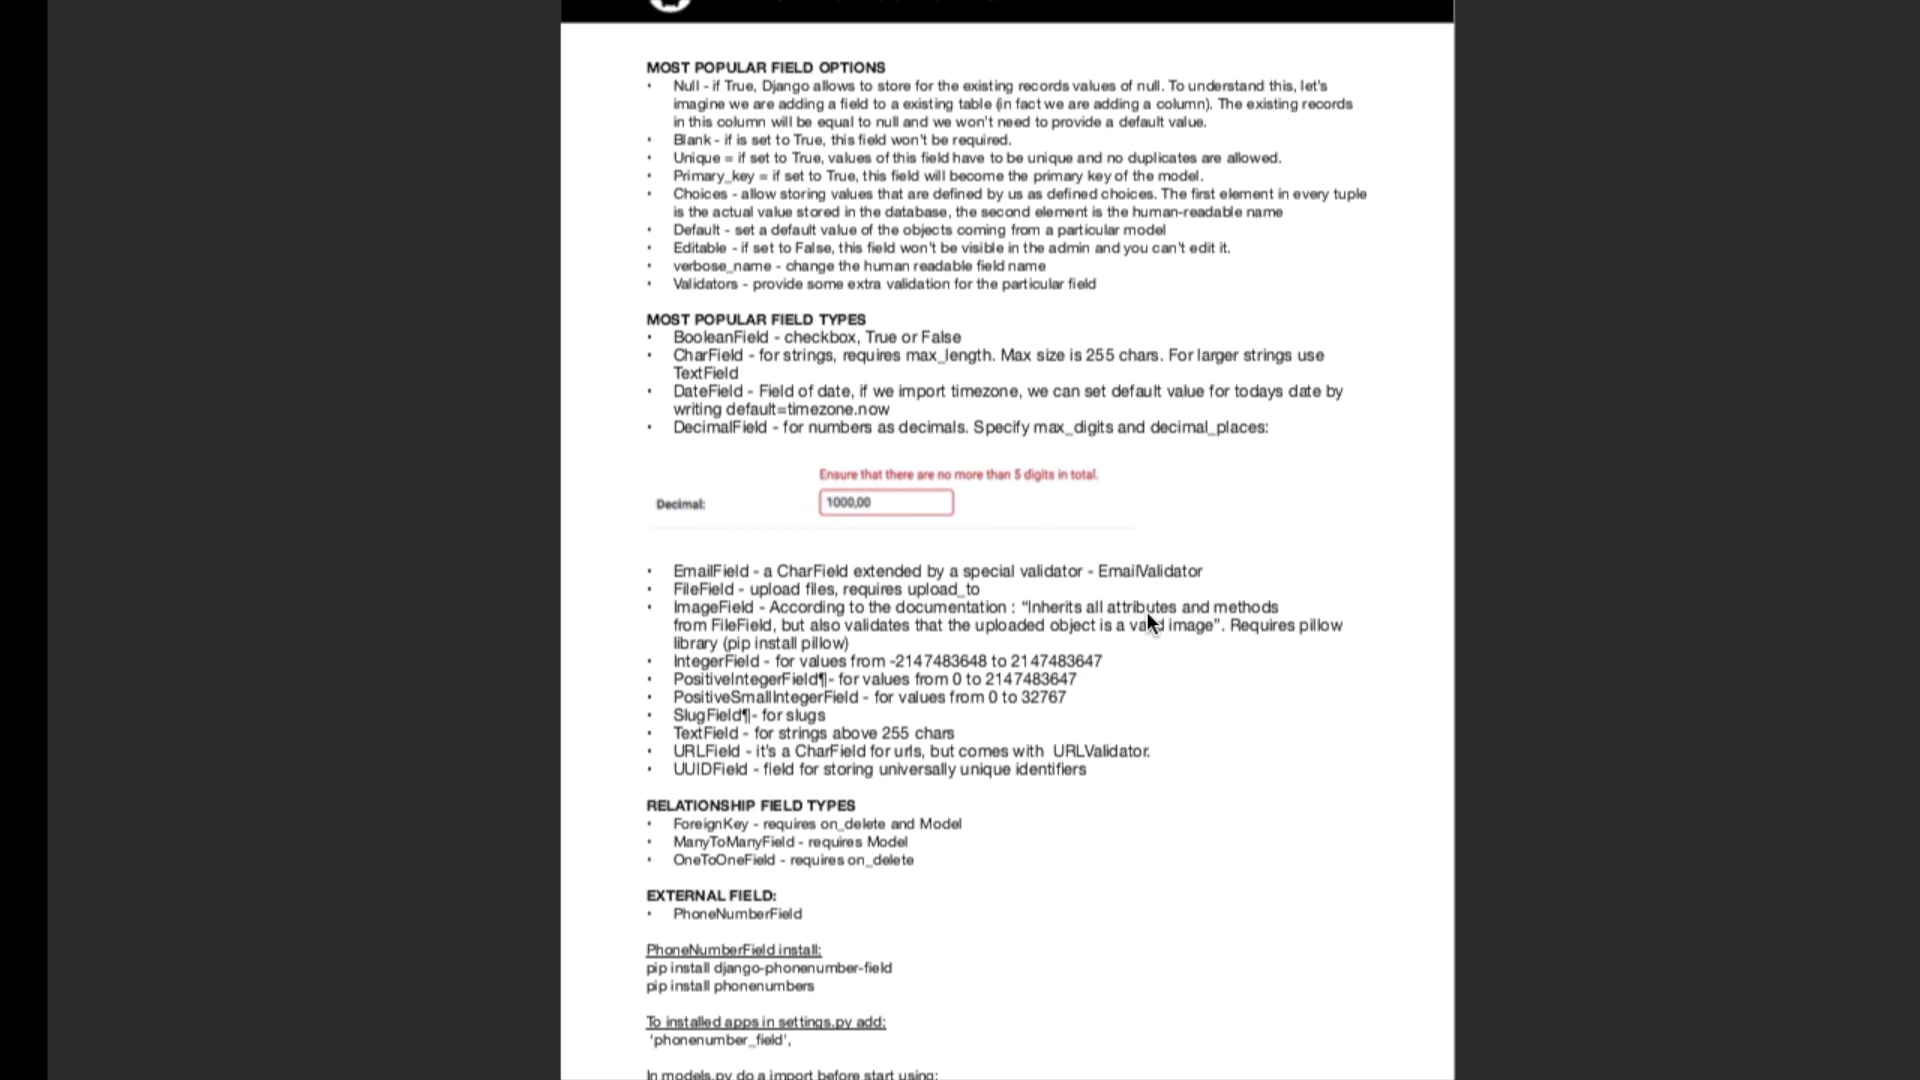 MOST POPULAR FIELD OPTIONS
• Null - if True, Django allows to store for the existing records values of null. To understand this, let's
imagine we are adding a field to a existing table (in fact we are adding a column). The existing records
in this column will be equal to null and we won't need to provide a default value.
• Blank - if is set to True, this field won't be required.
• Unique = if set to True, values of this field have to be unique and no duplicates are allowed.
• Primary_key = if set to True, this field will become the primary key of the model.
• Choices - allow storing values that are defined by us as defined choices. The first element in every tuple
is the actual value stored in the database, the second element is the human-readable name
• Default - set a default value of the objects coming from a particular model
• Editable - if set to False, this field won't be visible in the admin and you can't edit it.
• verbose_name - change the human readable field name
• Validators - provide some extra validation for the particular field
MOST POPULAR FIELD TYPES
• BooleanField - checkbox, True or False
• CharField - for strings, requires max_length. Max size is 255 chars. For larger strings use
TextField
• DateField - Field of date, if we import timezone, we can set default value for todays date by
writing default=timezone.now
• DecimalField - for numbers as decimals. Specify max_digits and decimal_places:
Ensure that there are no more than 5 digits in total.
Decimal: 1000,00
• EmailField - a CharField extended by a special validator - EmailValidator
• FileField - upload files, requires upload_to
• ImageField - According to the documentation : "Inherits all attributes and methods
from FileField, but also validates that the uploaded object is a valid image". Requires pillow
library (pip install pillow)
• IntegerField - for values from -2147483648 to 2147483647
• PositiveIntegerField¶- for values from 0 to 2147483647
• PositiveSmallIntegerField - for values from 0 to 32767
• SlugField¶- for slugs
• TextField - for strings above 255 chars
• URLField - it's a CharField for urls, but comes with URLValidator.
• UUIDField - field for storing universally unique identifiers
RELATIONSHIP FIELD TYPES
• ForeignKey - requires on_delete and Model
• ManyToManyField - requires Model
• OneToOneField - requires on_delete
EXTERNAL FIELD:
• PhoneNumberField
PhoneNumberField install:
pip install django-phonenumber-field
pip install phonenumbers
To installed apps in settings.py add:
'phonenumber_field',
In models.py do a import before start using: